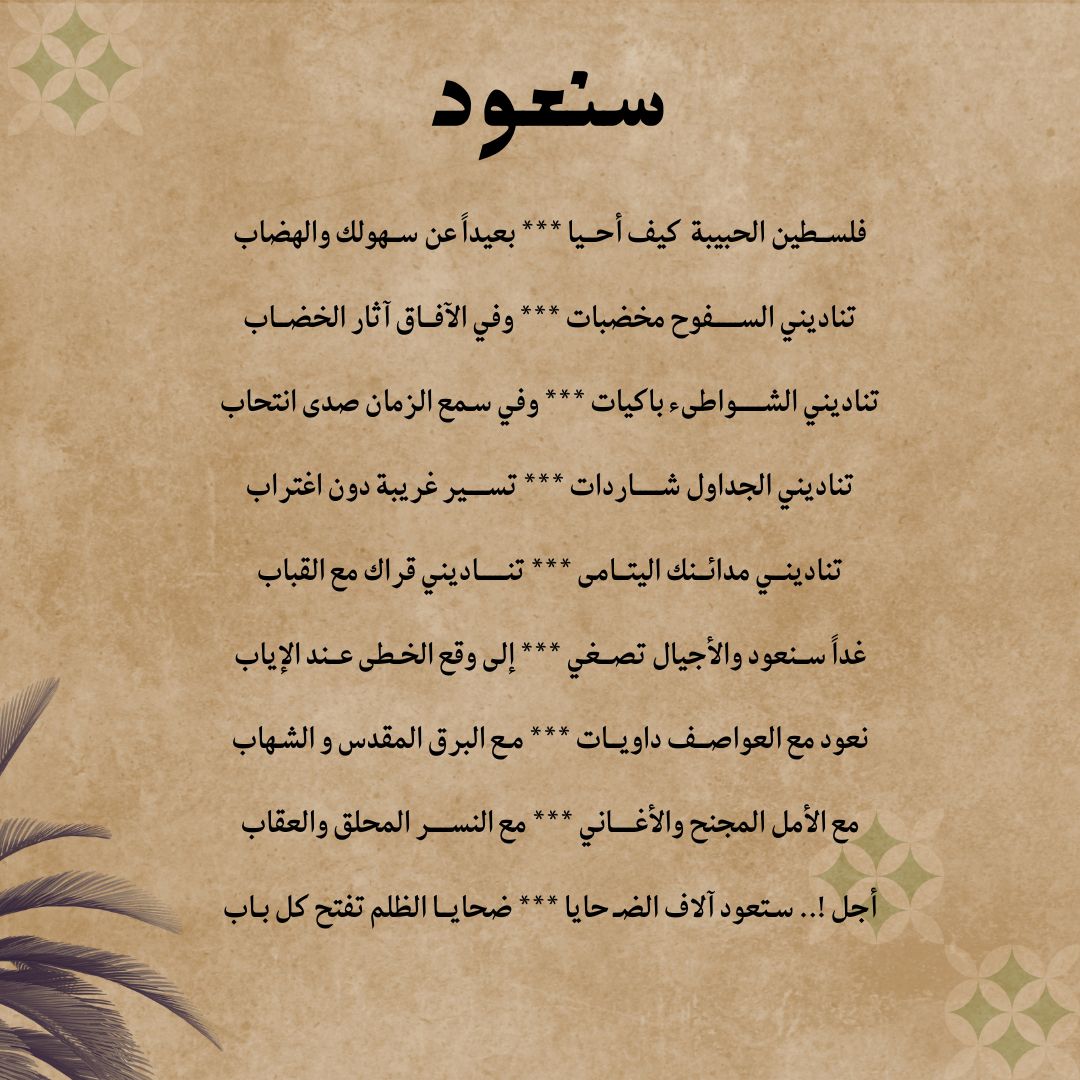 سنعود
فلسطين الحبيبة كيف أحيا *** بعيداً عن سهولك والهضاب
تناديني السفوح مخضبات *** وفي الآفاق آثار الخضاب
تناديني الشواطىء باكيات *** وفي سمع الزمان صدى انتحاب
تناديني الجداول شاردات *** تسير غريبة دون اغتراب
تناديني مدائنك اليتامى *** تناديني قراك مع القباب
غداً سنعود والأجيال تصغي *** إلى وقع الخطى عند الإياب
نعود مع العواصف داويات *** مع البرق المقدس و الشهاب
مع الأمل المجنح والأغاني *** مع النسر المحلق والعقاب
أجل !.. ستعود آلاف الضحايا *** ضحايا الظلم تفتح كل باب